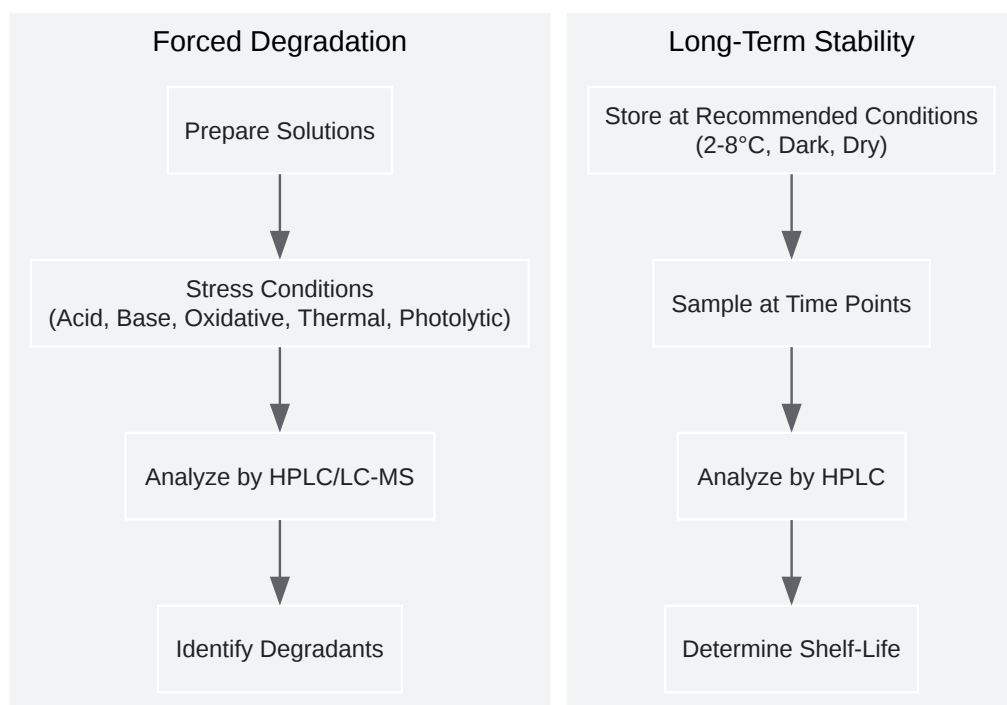 Forced Degradation
Prepare Solutions
Stress Conditions
(Acid, Base, Oxidative, Thermal, Photolytic)
Analyze by HPLC/LC-MS
Identify Degradants
Long-Term Stability
Store at Recommended Conditions
(2-8°C, Dark, Dry)
Sample at Time Points
Analyze by HPLC
Determine Shelf-Life